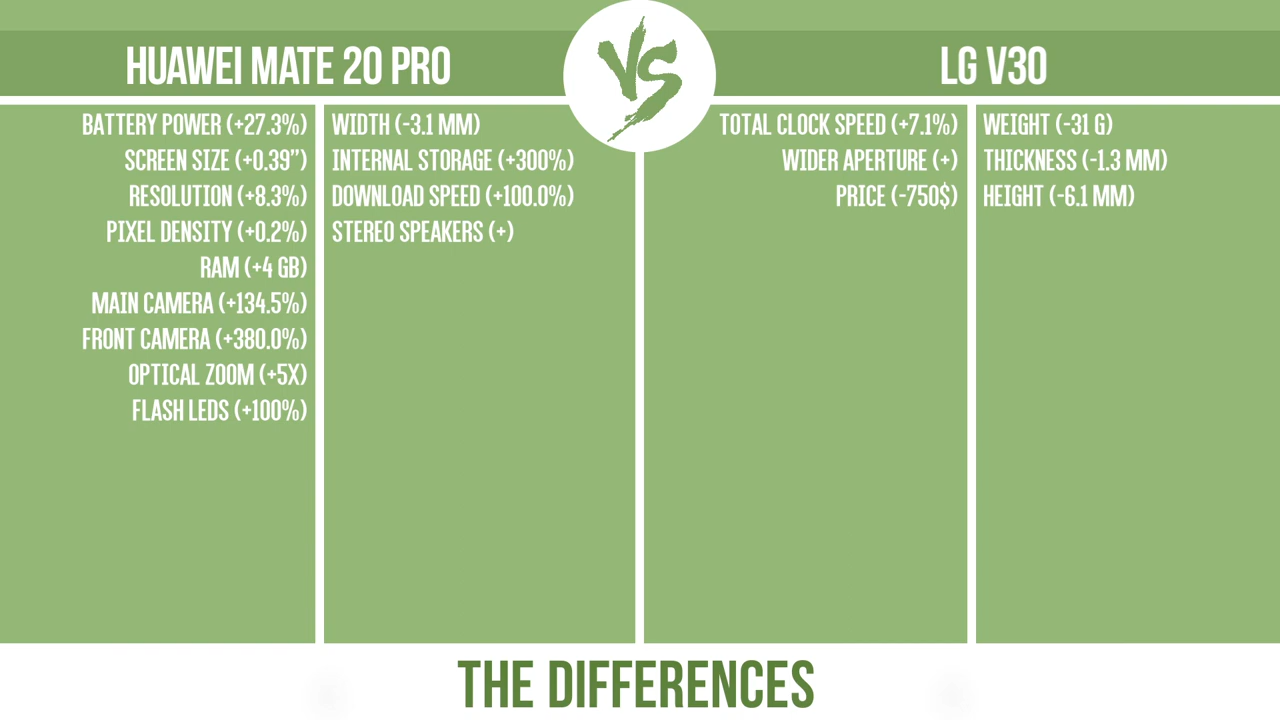 HUAWEI MATE 20 PRO
VS
LG V30
BATTERY POWER (+27.3%)
SCREEN SIZE (+0.39”)
RESOLUTION (+8.3%)
PIXEL DENSITY (+0.2%)
RAM (+4 GB)
MAIN CAMERA (+134.5%)
FRONT CAMERA (+380.0%)
OPTICAL ZOOM (+5X)
FLASH LEDS (+100%)
WIDTH (-3.1 MM)
INTERNAL STORAGE (+300%)
DOWNLOAD SPEED (+100.0%)
STEREO SPEAKERS (+)
TOTAL CLOCK SPEED (+7.1%)
WIDER APERTURE (+)
PRICE (-750$)
WEIGHT (-31 G)
THICKNESS (-1.3 MM)
HEIGHT (-6.1 MM)
THE DIFFERENCES